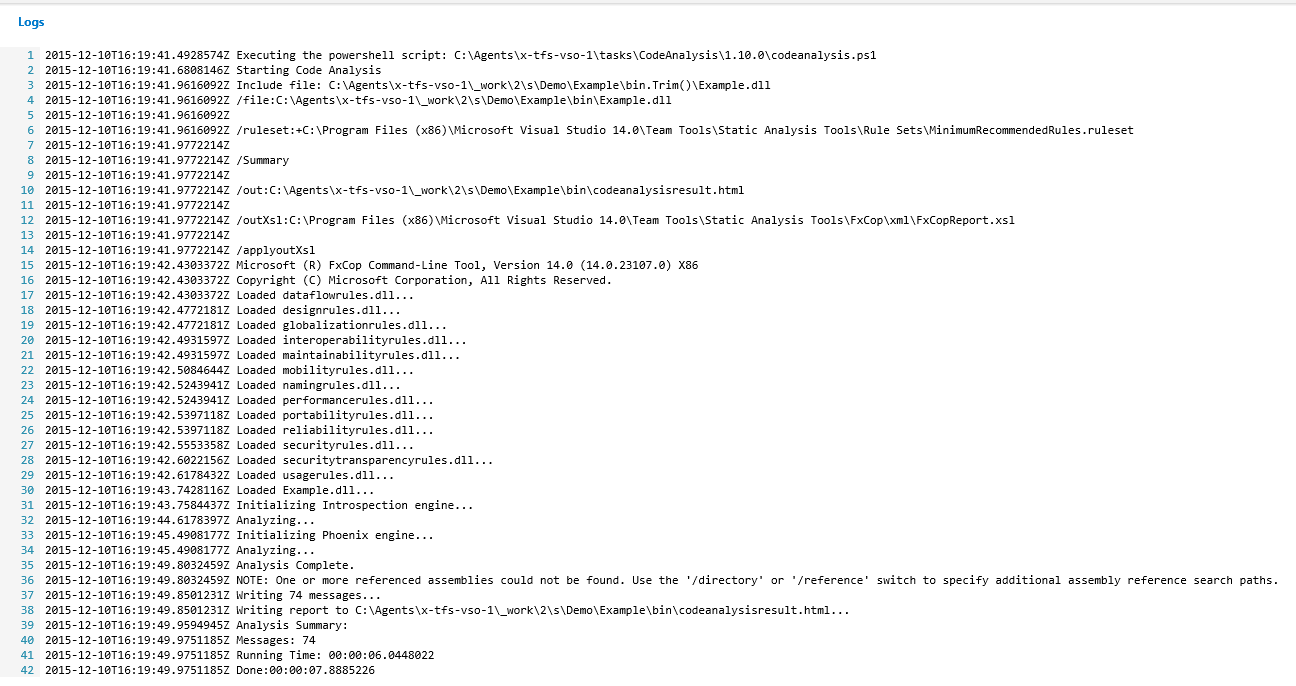 Logs
1 2015-12-10T16:19:41.4928574Z Executing the powershell script: C:\Agents\x-tfs-vso-1\tasks\CodeAnalysis\1.10.0\codeanalysis.ps1
2 2015-12-10T16:19:41.6808146Z Starting Code Analysis
3 2015-12-10T16:19:41.9616092Z Include file: C:\Agents\x-tfs-vso-1\_work\2\s\Demo\Example\bin.Trim()\Example.dll
4 2015-12-10T16:19:41.9616092Z /file:C:\Agents\x-tfs-vso-1\_work\2\s\Demo\Example\bin\Example.dll
5 2015-12-10T16:19:41.9616092Z
6 2015-12-10T16:19:41.9616092Z /ruleset:+C:\Program Files (x86)\Microsoft Visual Studio 14.0\Team Tools\Static Analysis Tools\Rule Sets\MinimumRecommendedRules.ruleset
7 2015-12-10T16:19:41.9772214Z
8 2015-12-10T16:19:41.9772214Z /Summary
9 2015-12-10T16:19:41.9772214Z
10 2015-12-10T16:19:41.9772214Z /out:C:\Agents\x-tfs-vso-1\_work\2\s\Demo\Example\bin\codeanalysisresult.html
11 2015-12-10T16:19:41.9772214Z
12 2015-12-10T16:19:41.9772214Z /outXsl:C:\Program Files (x86)\Microsoft Visual Studio 14.0\Team Tools\Static Analysis Tools\FxCop\xml\FxCopReport.xsl
13 2015-12-10T16:19:41.9772214Z
14 2015-12-10T16:19:41.9772214Z /applyoutXsl
15 2015-12-10T16:19:42.4303372Z Microsoft (R) FxCop Command-Line Tool, Version 14.0 (14.0.23107.0) X86
16 2015-12-10T16:19:42.4303372Z Copyright (C) Microsoft Corporation, All Rights Reserved.
17 2015-12-10T16:19:42.4303372Z Loaded dataflowrules.dll...
18 2015-12-10T16:19:42.4772181Z Loaded designrules.dll...
19 2015-12-10T16:19:42.4772181Z Loaded globalizationrules.dll...
20 2015-12-10T16:19:42.4931597Z Loaded interoperabilityrules.dll...
21 2015-12-10T16:19:42.4931597Z Loaded maintainabilityrules.dll...
22 2015-12-10T16:19:42.5084644Z Loaded mobilityrules.dll...
23 2015-12-10T16:19:42.5243941Z Loaded namingrules.dll...
24 2015-12-10T16:19:42.5243941Z Loaded performancerules.dll...
25 2015-12-10T16:19:42.5397118Z Loaded portabilityrules.dll...
26 2015-12-10T16:19:42.5397118Z Loaded reliabilityrules.dll...
27 2015-12-10T16:19:42.5553358Z Loaded securityrules.dll...
28 2015-12-10T16:19:42.6022156Z Loaded securitytransparencyrules.dll...
29 2015-12-10T16:19:42.6178432Z Loaded usagerules.dll...
30 2015-12-10T16:19:43.7428116Z Loaded Example.dll...
31 2015-12-10T16:19:43.7584437Z Initializing Introspection engine...
32 2015-12-10T16:19:44.6178397Z Analyzing...
33 2015-12-10T16:19:45.4908177Z Initializing Phoenix engine...
34 2015-12-10T16:19:45.4908177Z Analyzing...
35 2015-12-10T16:19:49.8032459Z Analysis Complete.
36 2015-12-10T16:19:49.8032459Z NOTE: One or more referenced assemblies could not be found. Use the '/directory' or '/reference' switch to specify additional assembly reference search paths.
37 2015-12-10T16:19:49.8501231Z Writing 74 messages...
38 2015-12-10T16:19:49.8501231Z Writing report to C:\Agents\x-tfs-vso-1\_work\2\s\Demo\Example\bin\codeanalysisresult.html...
39 2015-12-10T16:19:49.9594945Z Analysis Summary:
40 2015-12-10T16:19:49.9751185Z Messages: 74
41 2015-12-10T16:19:49.9751185Z Running Time: 00:00:06.0448022
42 2015-12-10T16:19:49.9751185Z Done:00:00:07.8885226